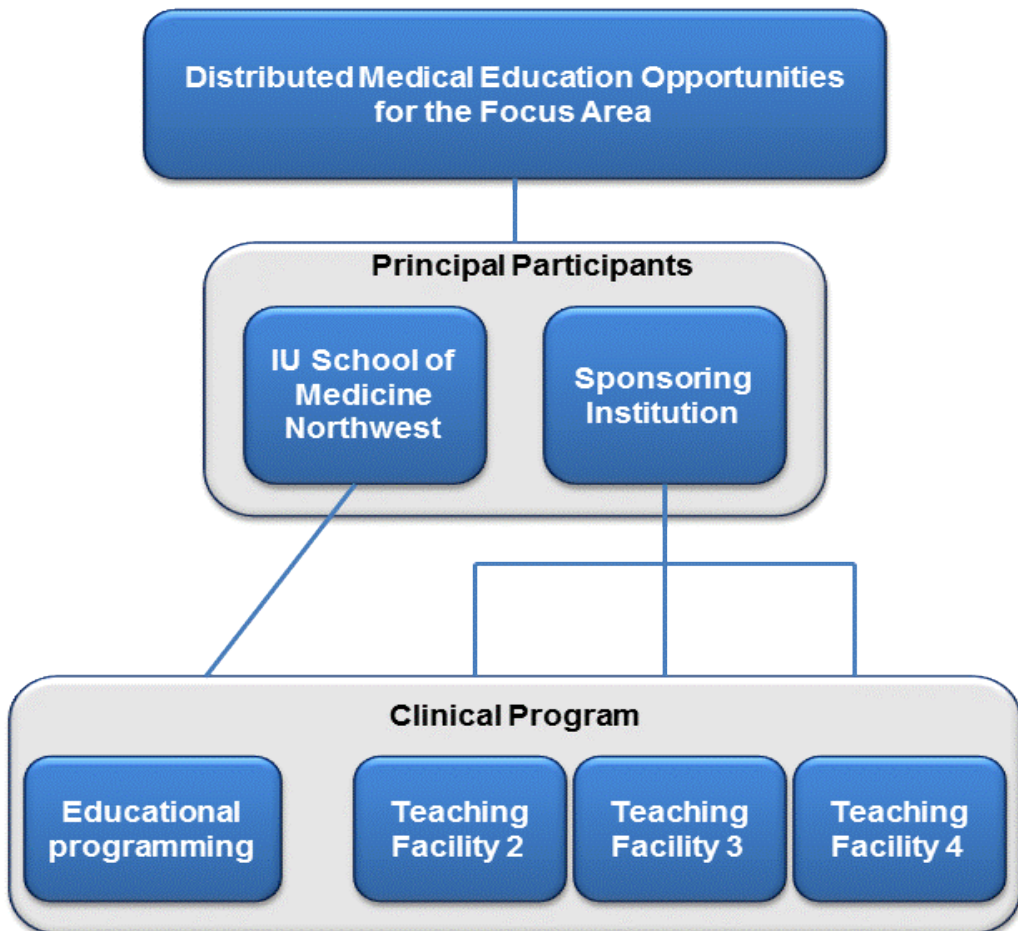 Distributed Medical Education Opportunities
for the Focus Area
Principal Participants
IU School of
Medicine
Northwest
Sponsoring
Institution
Clinical Program
Educational
programming
Teaching
Facility 2
Teaching
Facility 3
Teaching
Facility 4